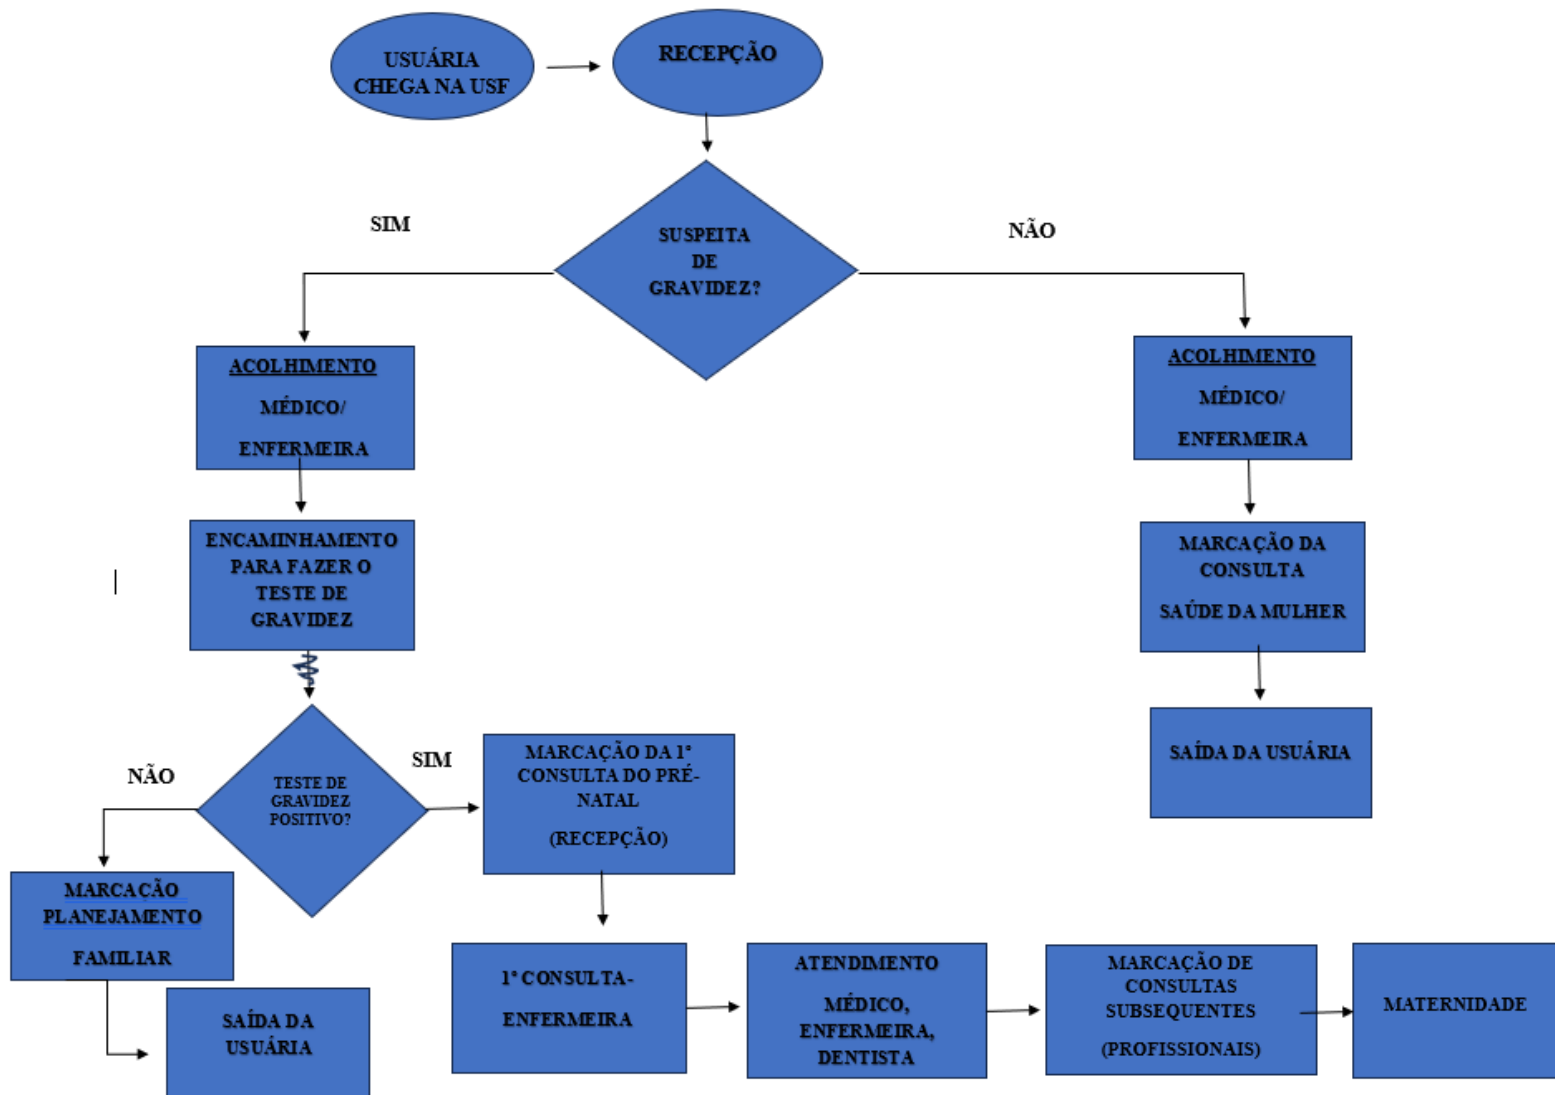 USUÁRIA
CHEGA NA USF
RECEPÇÃO
SUSPEITA
DE
GRAVIDEZ?
SIM
NÃO
ACOLHIMENTO
MÉDICO/
ENFERMEIRA
ACOLHIMENTO
MÉDICO/
ENFERMEIRA
ENCAMINHAMENTO
PARA FAZER O
TESTE DE
GRAVIDEZ
MARCAÇÃO DA
CONSULTA
SAÚDE DA MULHER
SAÍDA DA USUÁRIA
TESTE DE
GRAVIDEZ
POSITIVO?
NÃO
SIM
MARCAÇÃO DA 1ª
CONSULTA DO PRÉ-
NATAL
(RECEPÇÃO)
MARCAÇÃO
PLANEJAMENTO
FAMILIAR
SAÍDA DA
USUÁRIA
1ª CONSULTA-
ENFERMEIRA
ATENDIMENTO
MÉDICO,
ENFERMEIRA,
DENTISTA
MARCAÇÃO DE
CONSULTAS
SUBSEQUENTES
(PROFISSIONAIS)
MATERNIDADE